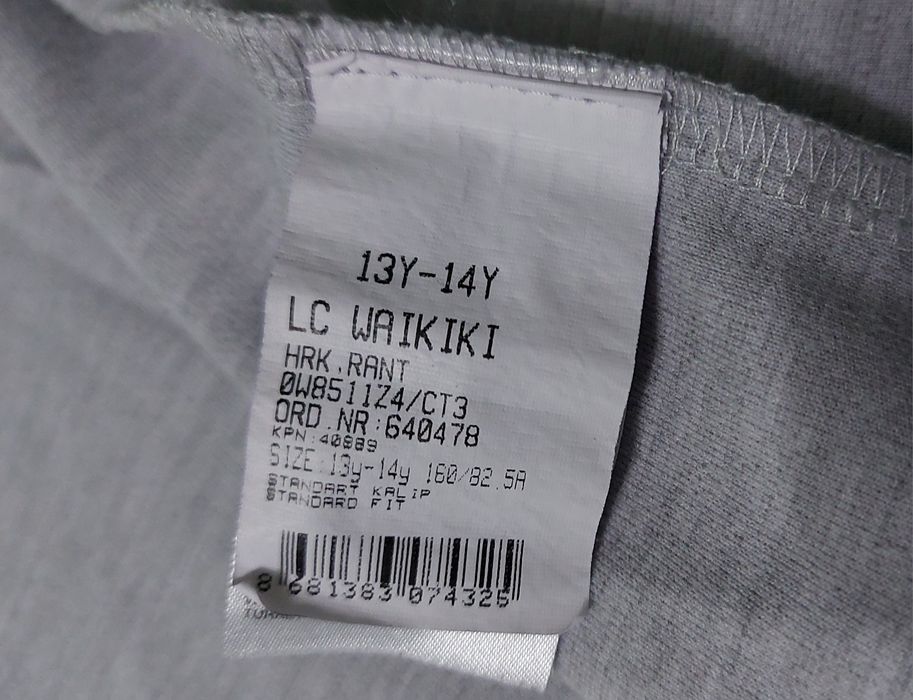 13Y-14Y
LC WAIKIKI
HRK.RANT
0W8511Z4/CT3
ORD.NR:640478
KPN:40989
SIZE:13y-14y 160/82.5A
STANDART KALIP
STANDARD FIT
8 681383 074325